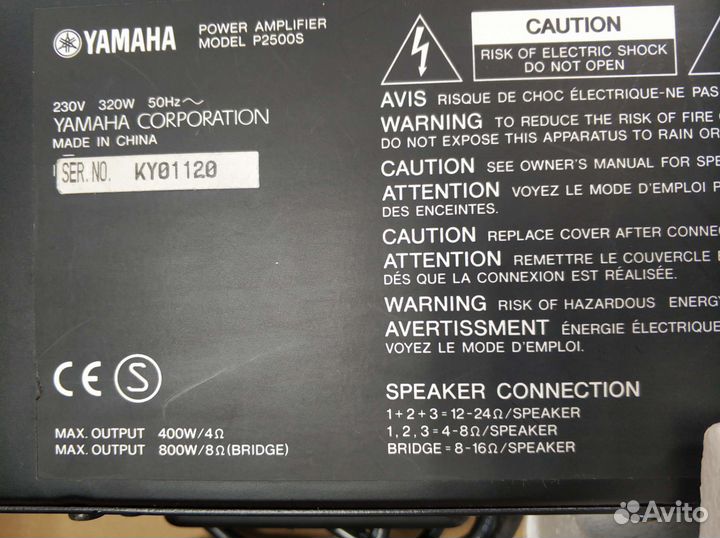 YAMAHA
POWER AMPLIFIER
MODEL P2500S
230V 320W 50Hz～
YAMAHA CORPORATION
MADE IN CHINA
SER.NO. KY01120
MAX. OUTPUT 400W/4Ω
MAX. OUTPUT 800W/8Ω(BRIDGE)
CAUTION
RISK OF ELECTRIC SHOCK
DO NOT OPEN
AVIS RISQUE DE CHOC ÉLECTRIQUE-NE PAS
WARNING TO REDUCE THE RISK OF FIRE
DO NOT EXPOSE THIS APPARATUS TO RAIN OR
CAUTION SEE OWNER'S MANUAL FOR SPE
ATTENTION VOYEZ LE MODE D'EMPLOI P
DES ENCEINTES.
CAUTION REPLACE COVER AFTER CONNE
ATTENTION REMETTRE LE COUVERCLE
DÉS QUE LA CONNEXION EST RÉALISÉE.
WARNING RISK OF HAZARDOUS ENERG
AVERTISSMENT ÉNERGIE ÉLECTRIQUE
VOYEZ LE MODE D'EMPLOI.
SPEAKER CONNECTION
1+2+3=12-24Ω/SPEAKER
1,2,3=4-8Ω/SPEAKER
BRIDGE=8-16Ω/SPEAKER
CE S
Avito